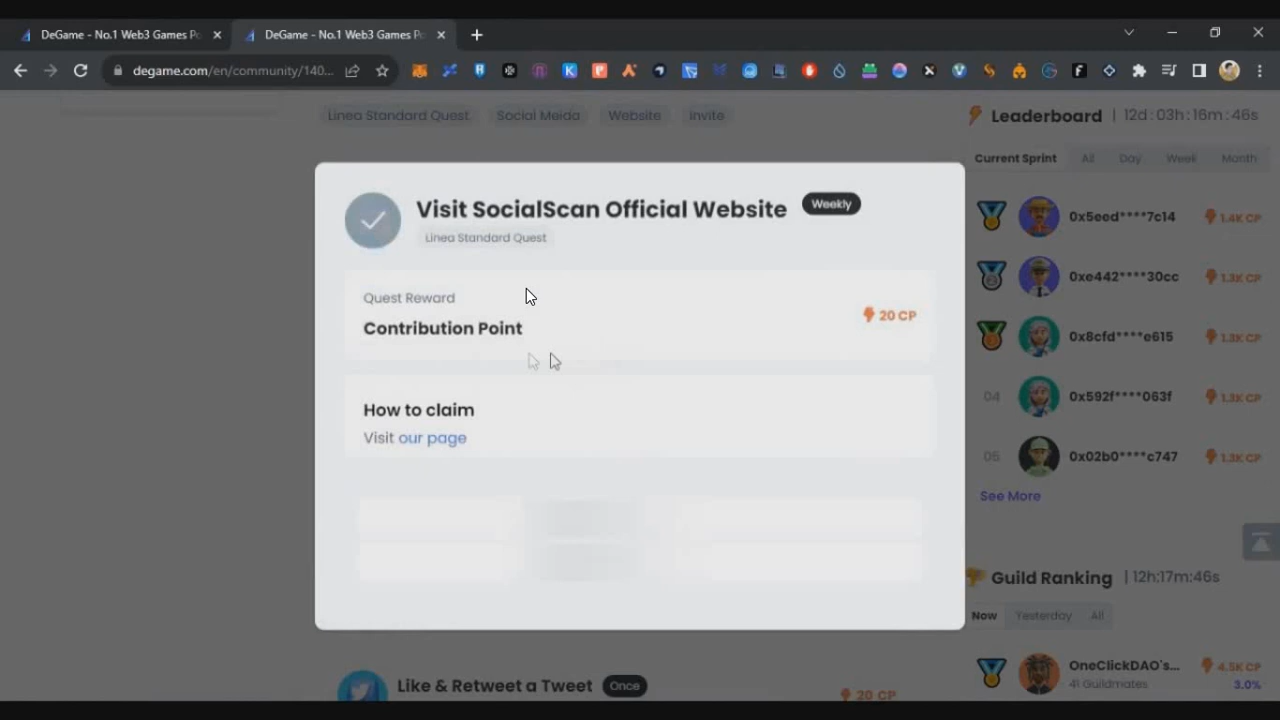 DeGame - No.1 Web3 Games Po
DeGame - No.1 Web3 Games Po
degame.com/en/community/140...
Linea Standard Quest
Social Meida
Website
Invite
Leaderboard | 12d:03h:16m:46s
Current Sprint
All
Day
Week
Month
0x5eed****7c14 1.4K CP
0xe442****30cc 1.3K CP
0x8cfd****e615 1.3K CP
04 0x592f****063f 1.3K CP
05 0x02b0****c747 1.3K CP
See More
Guild Ranking | 12h:17m:46s
Now
Yesterday
All
OneClickDAO's... 4.5K CP
41 Guildmates 3.0%
Visit SocialScan Official Website Weekly
Linea Standard Quest
Quest Reward
Contribution Point
20 CP
How to claim
Visit our page
Like & Retweet a Tweet Once
20 CP